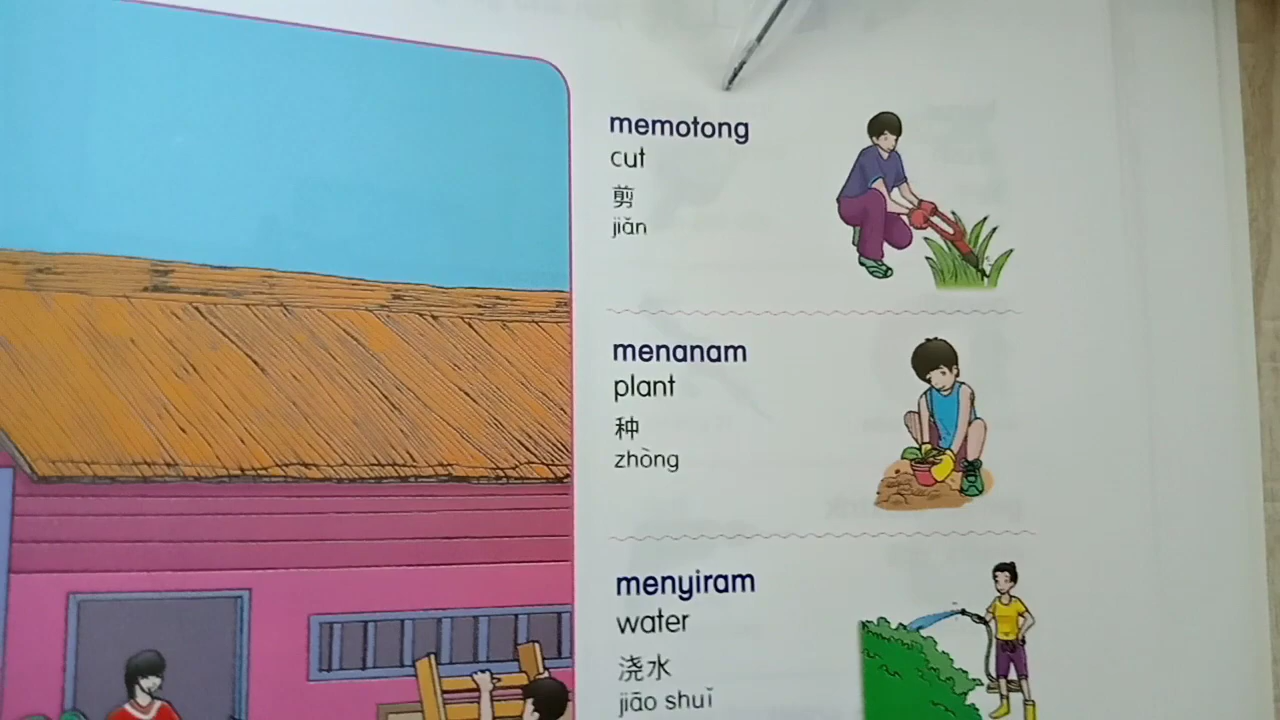 memotong
cut
剪
jiǎn
menanam
plant
种
zhòng
menyiram
water
浇水
jiāo shuǐ